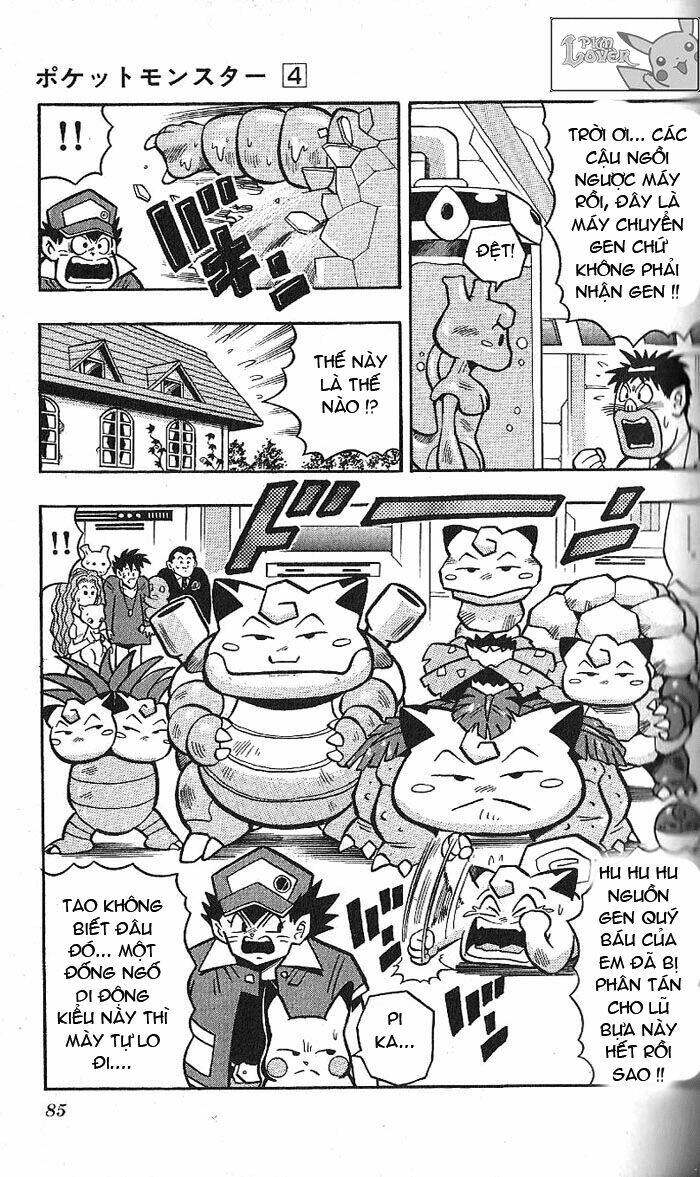 PKM
LOVER
ポケットモンスター 4
TRỜI ƠI... CÁC
CẬU NGỒI
NGƯỢC MÁY
RỒI, ĐÂY LÀ
MÁY CHUYỂN
GEN CHỨ
KHÔNG PHẢI
NHẬN GEN !!
ĐỆT!
!!
バキン
THẾ NÀY
LÀ THẾ
NÀO !?
ドーン
!!
HU HU HU
NGUỒN
GEN QUÝ
BÁU CỦA
EM ĐÃ BỊ
PHÂN TÁN
CHO LŨ
BỰA NÀY
HẾT RỒI
SAO !!
TAO KHÔNG
BIẾT ĐÂU
ĐÓ... MỘT
ĐỐNG NGỐ
DI ĐỘNG
KIỂU NÀY THÌ
MÀY TỰ LO
ĐI....
PI
KA...
85